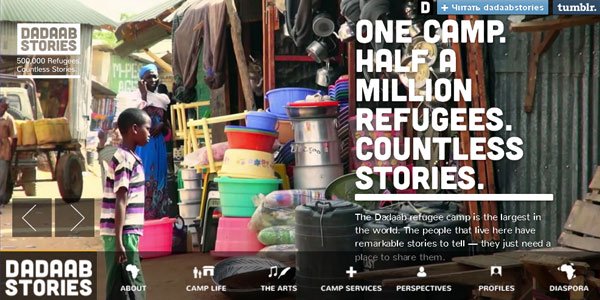 DADAAB
STORIES
500,000 Refugees.
Countless Stories.
D
+ Читать dadaabstories
tumblr.
ONE CAMP.
HALF A
MILLION
REFUGEES.
COUNTLESS
STORIES.
The Dadaab refugee camp is the largest in
the world. The people that live here have
remarkable stories to tell — they just need a
place to share them.
DADAAB
STORIES
ABOUT
CAMP LIFE
THE ARTS
CAMP SERVICES
PERSPECTIVES
PROFILES
DIASPORA